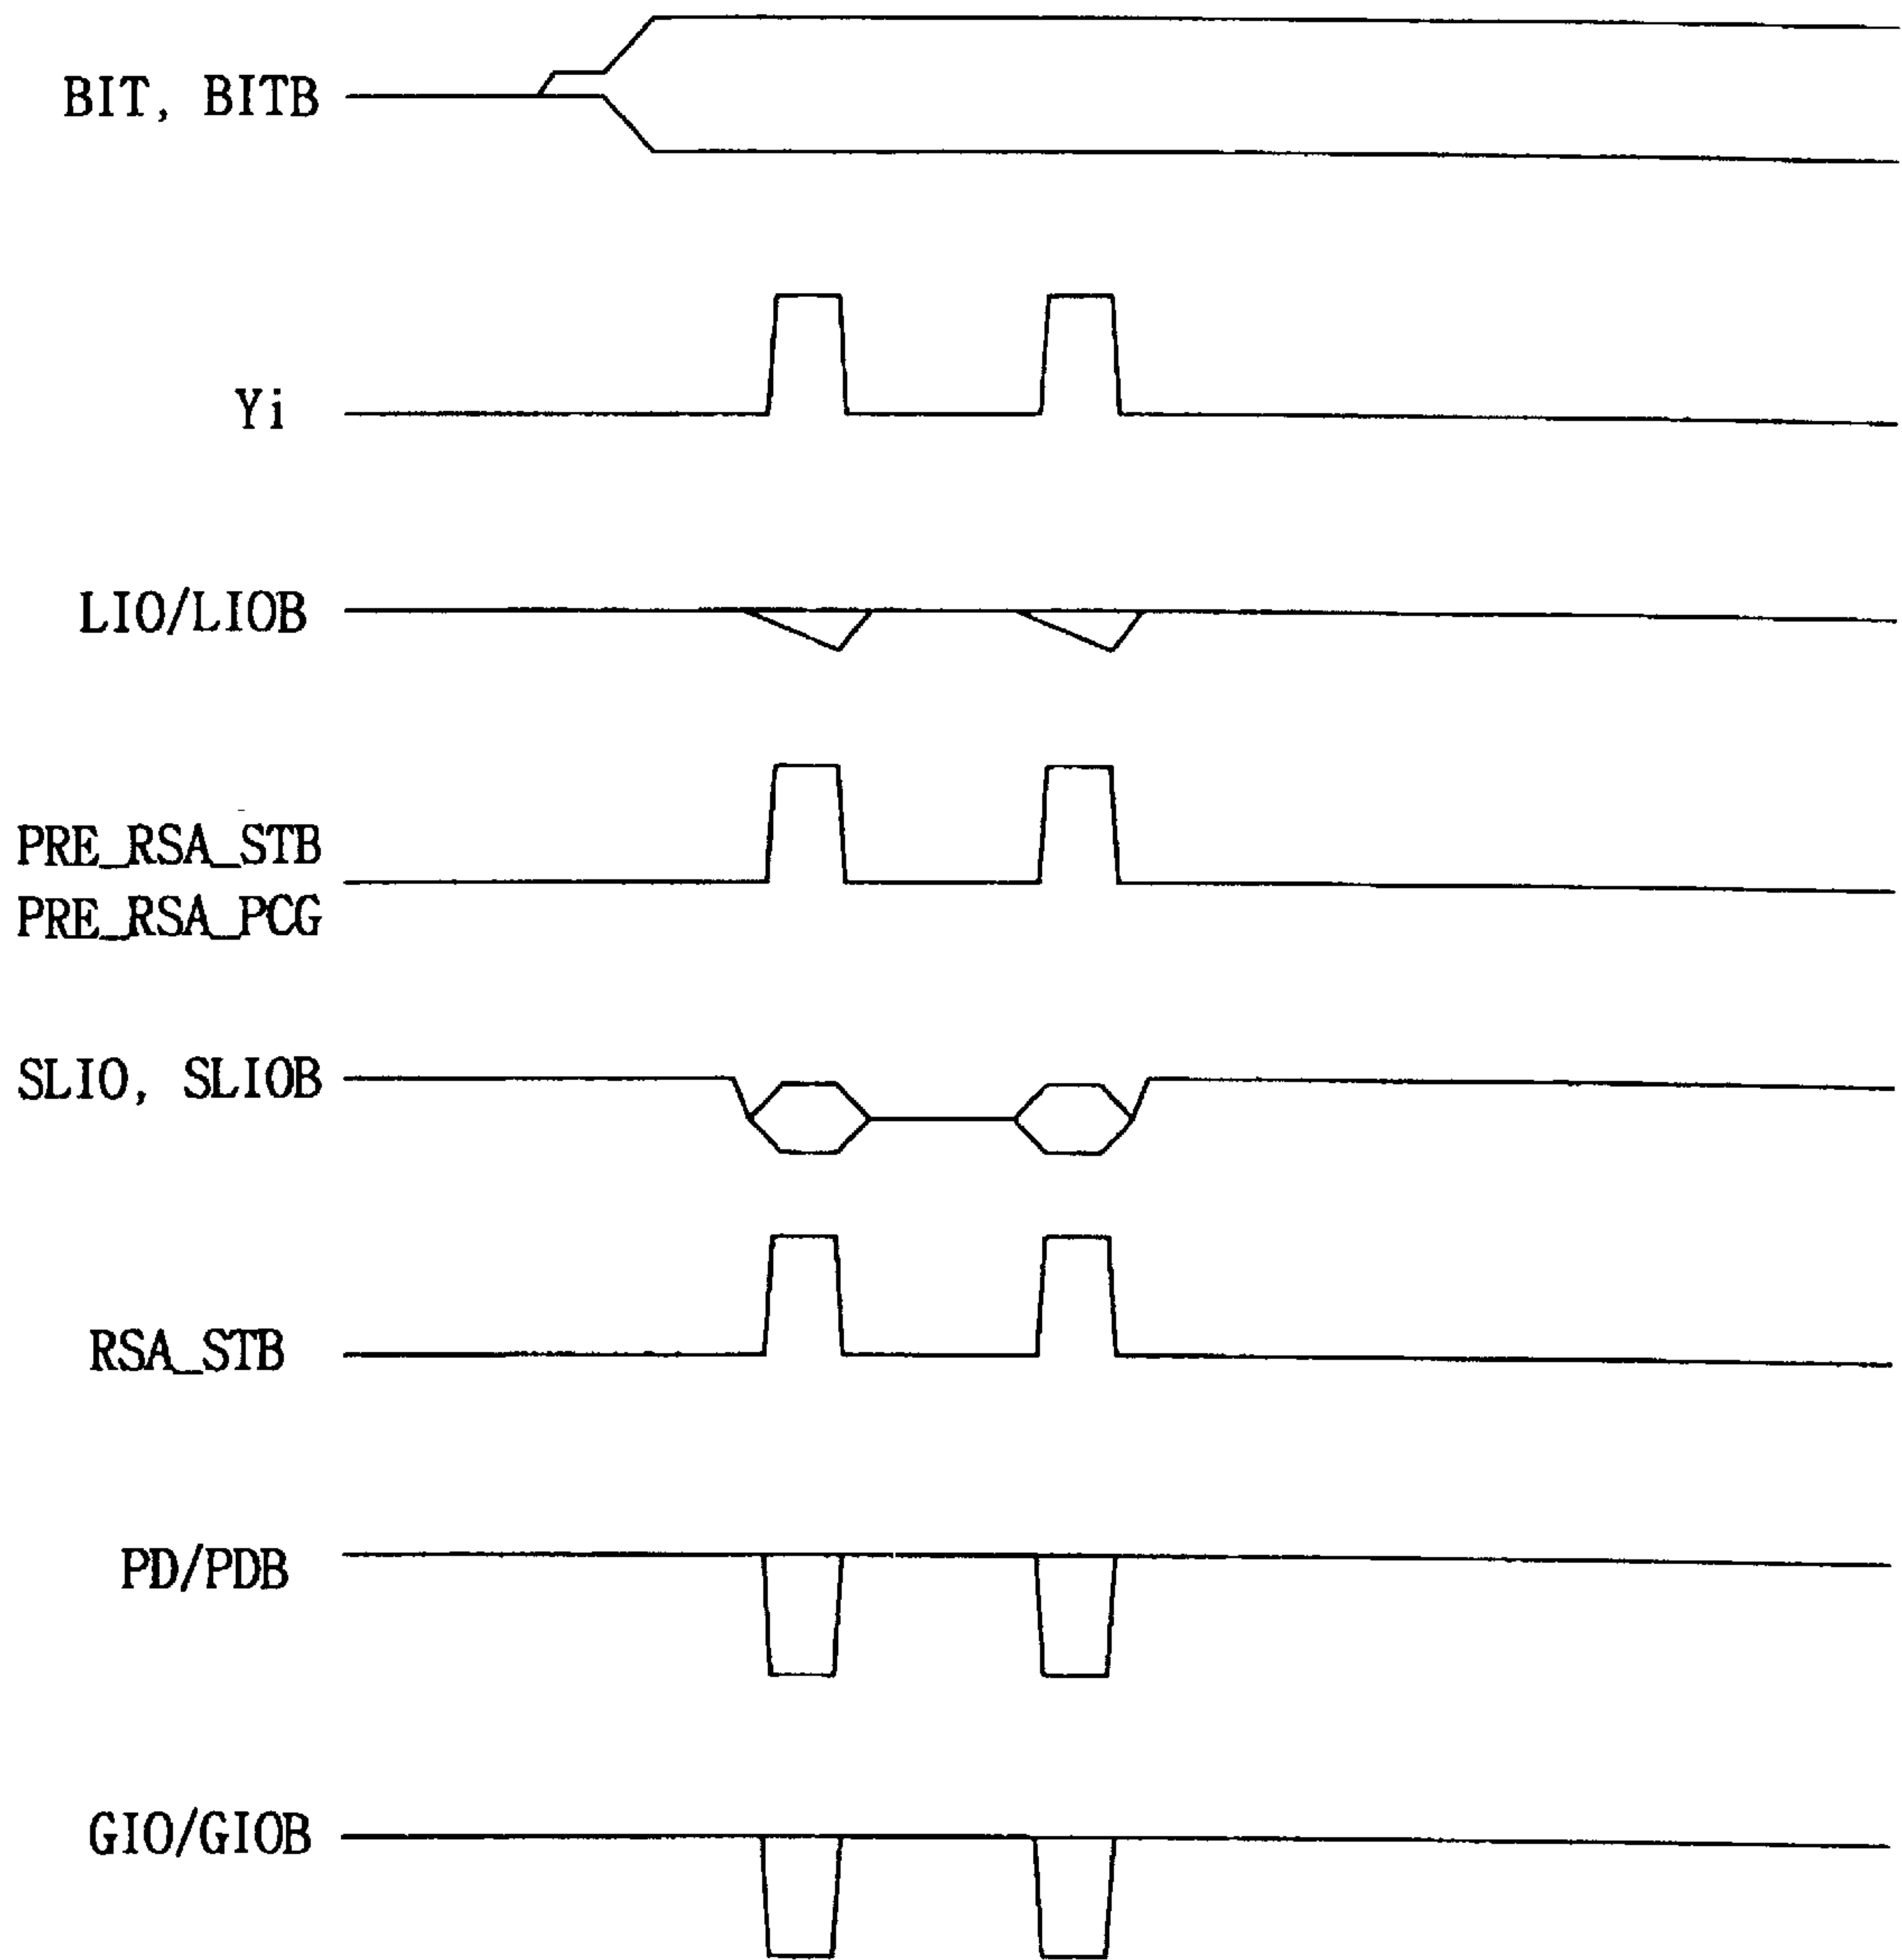 BIT, BITB
Yi
LIO/LIOB
PRE_RSA_STB
PRE_RSA_PCG
SLIO, SLIOB
RSA_STB
PD/PDB
GIO/GIOB